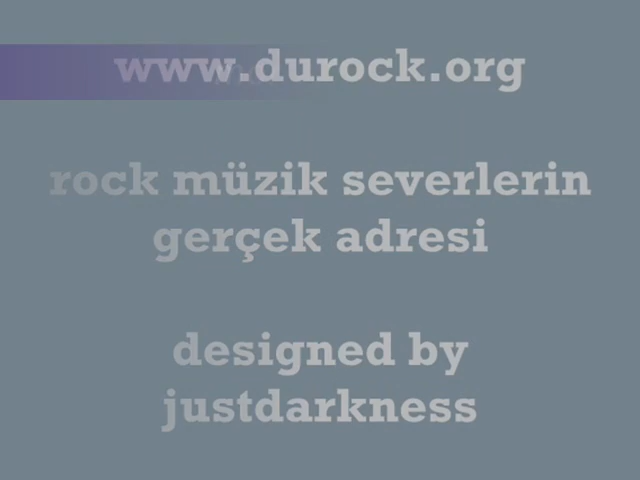 www.durock.org
rock müzik severlerin
gerçek adresi
designed by
justdarkness